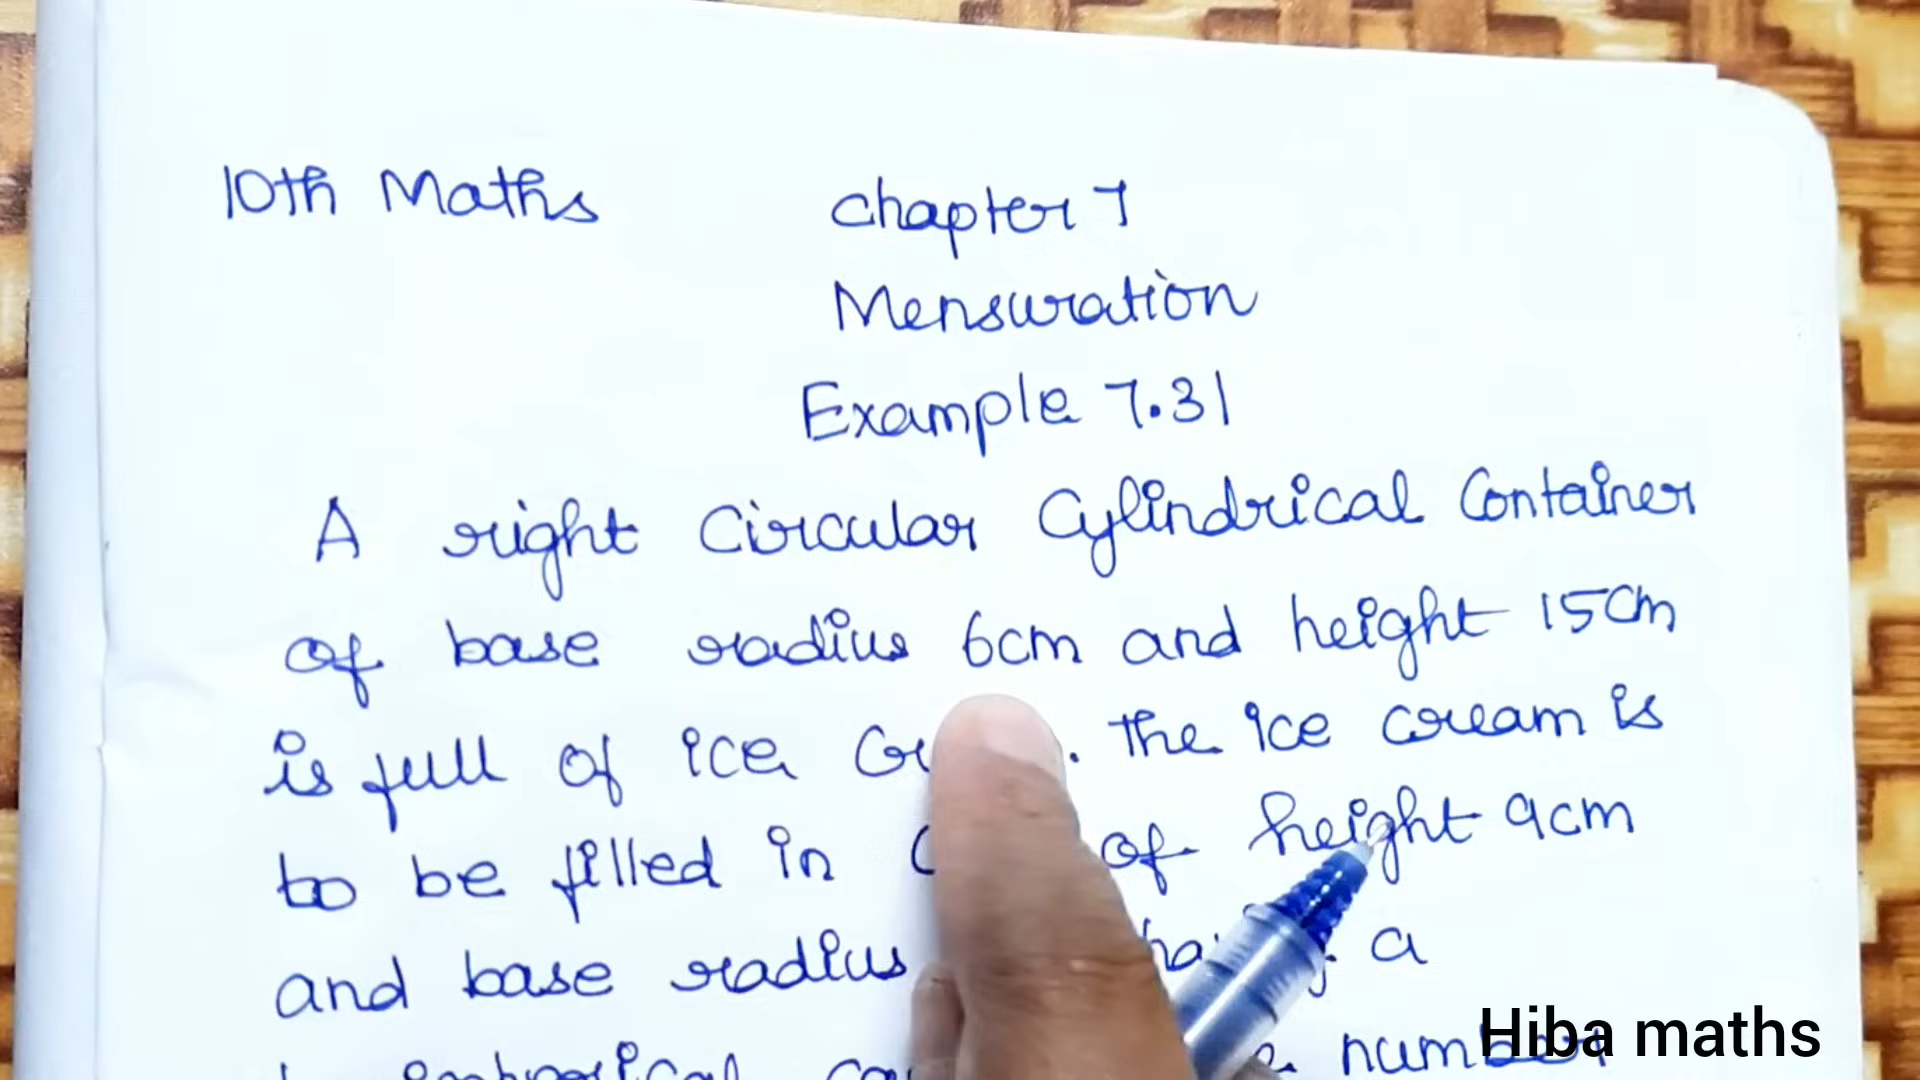 10th Maths chapter 7
Mensuration
Example 7.31
A right Circular Cylindrical Container
of base radius 6cm and height 15cm
is full of ice . The ice cream is
to be filled in of height 9cm
and base radius a
number
Hiba maths